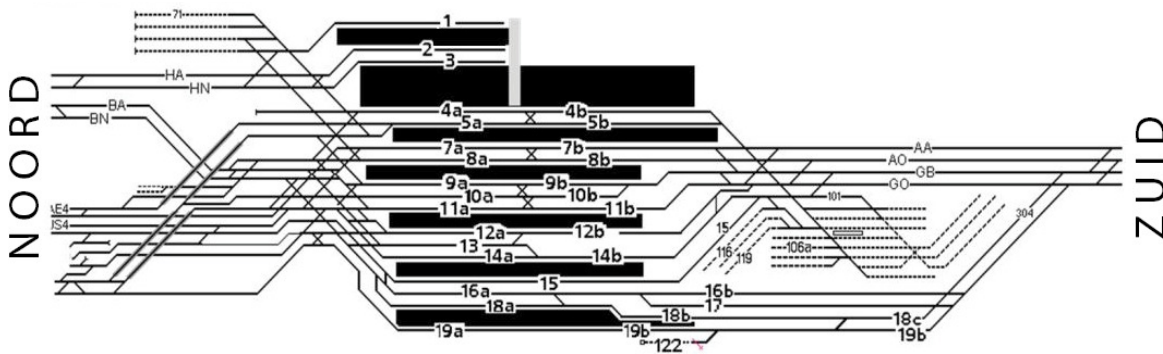 NOORD
ZUID
71
1
2
3
HA
HN
BA
BN
4a 4b
5a 5b
7a 7b
8a 8b
9a 9b
10a 10b
11a 11b
12a 12b
13
14a 14b
15
16a 16b
17
18a 18b 18c
19a 19b 19b
122
AA
AO
GB
GO
101
304
15
116
119
106a